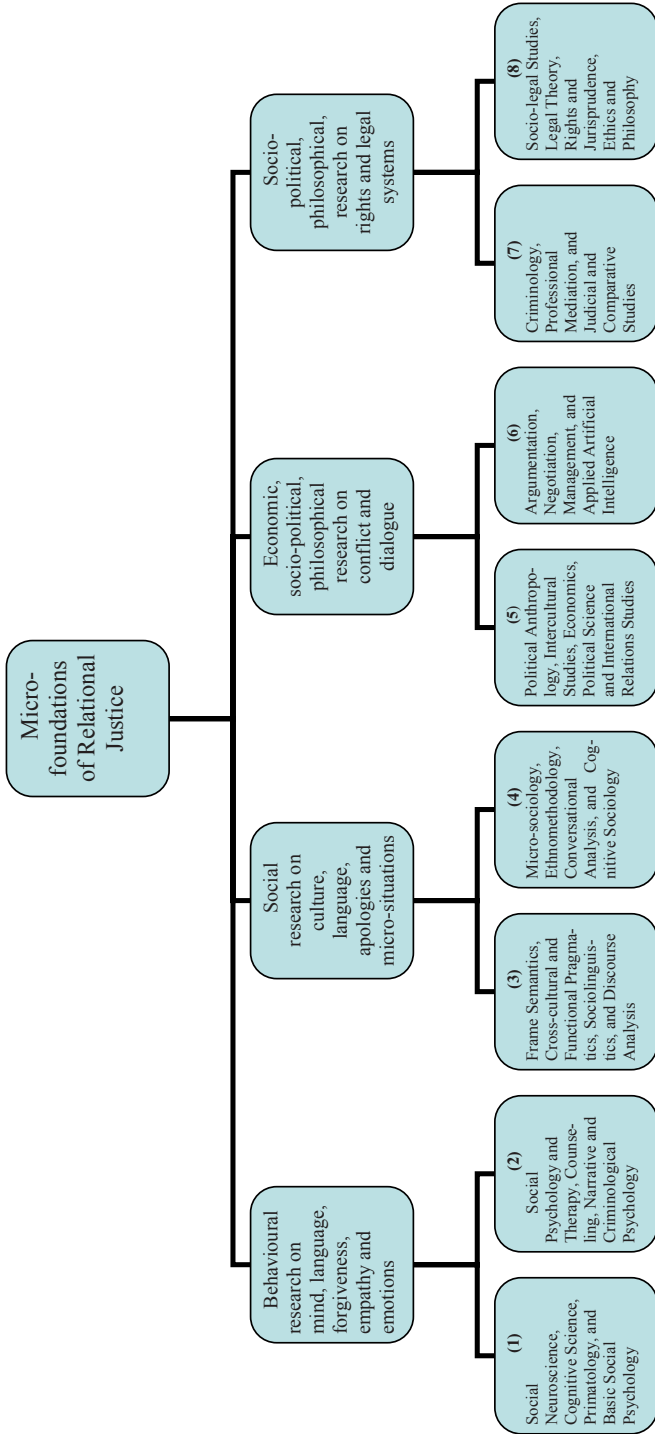 Micro-
foundations
of Relational
Justice
Behavioural
research on
mind, language,
forgiveness,
empathy and
emotions
Social
research on
culture,
language,
apologies and
micro-situations
Economic,
socio-political,
philosophical
research on
conflict and
dialogue
Socio-
political,
philosophical,
research on
rights and legal
systems
(1)
Social
Neuroscience,
Cognitive Science,
Primatology, and
Basic Social
Psychology
(2)
Social
Psychology and
Therapy, Counse-
ling, Narrative and
Criminological
Psychology
(3)
Frame Semantics,
Cross-cultural and
Functional Pragma-
tics, Sociolinguis-
tics, and Discourse
Analysis
(4)
Micro-sociology,
Ethnomethodology,
Conversational
Analysis, and Cog-
nitive Sociology
(5)
Political Anthropo-
logy, Intercultural
Studies, Economics,
Political Science
and International
Relations Studies
(6)
Argumentation,
Negotiation,
Management, and
Applied Artificial
Intelligence
(7)
Criminology,
Professional
Mediation, and
Judicial and
Comparative
Studies
(8)
Socio-legal Studies,
Legal Theory,
Rights and
Jurisprudence,
Ethics and
Philosophy